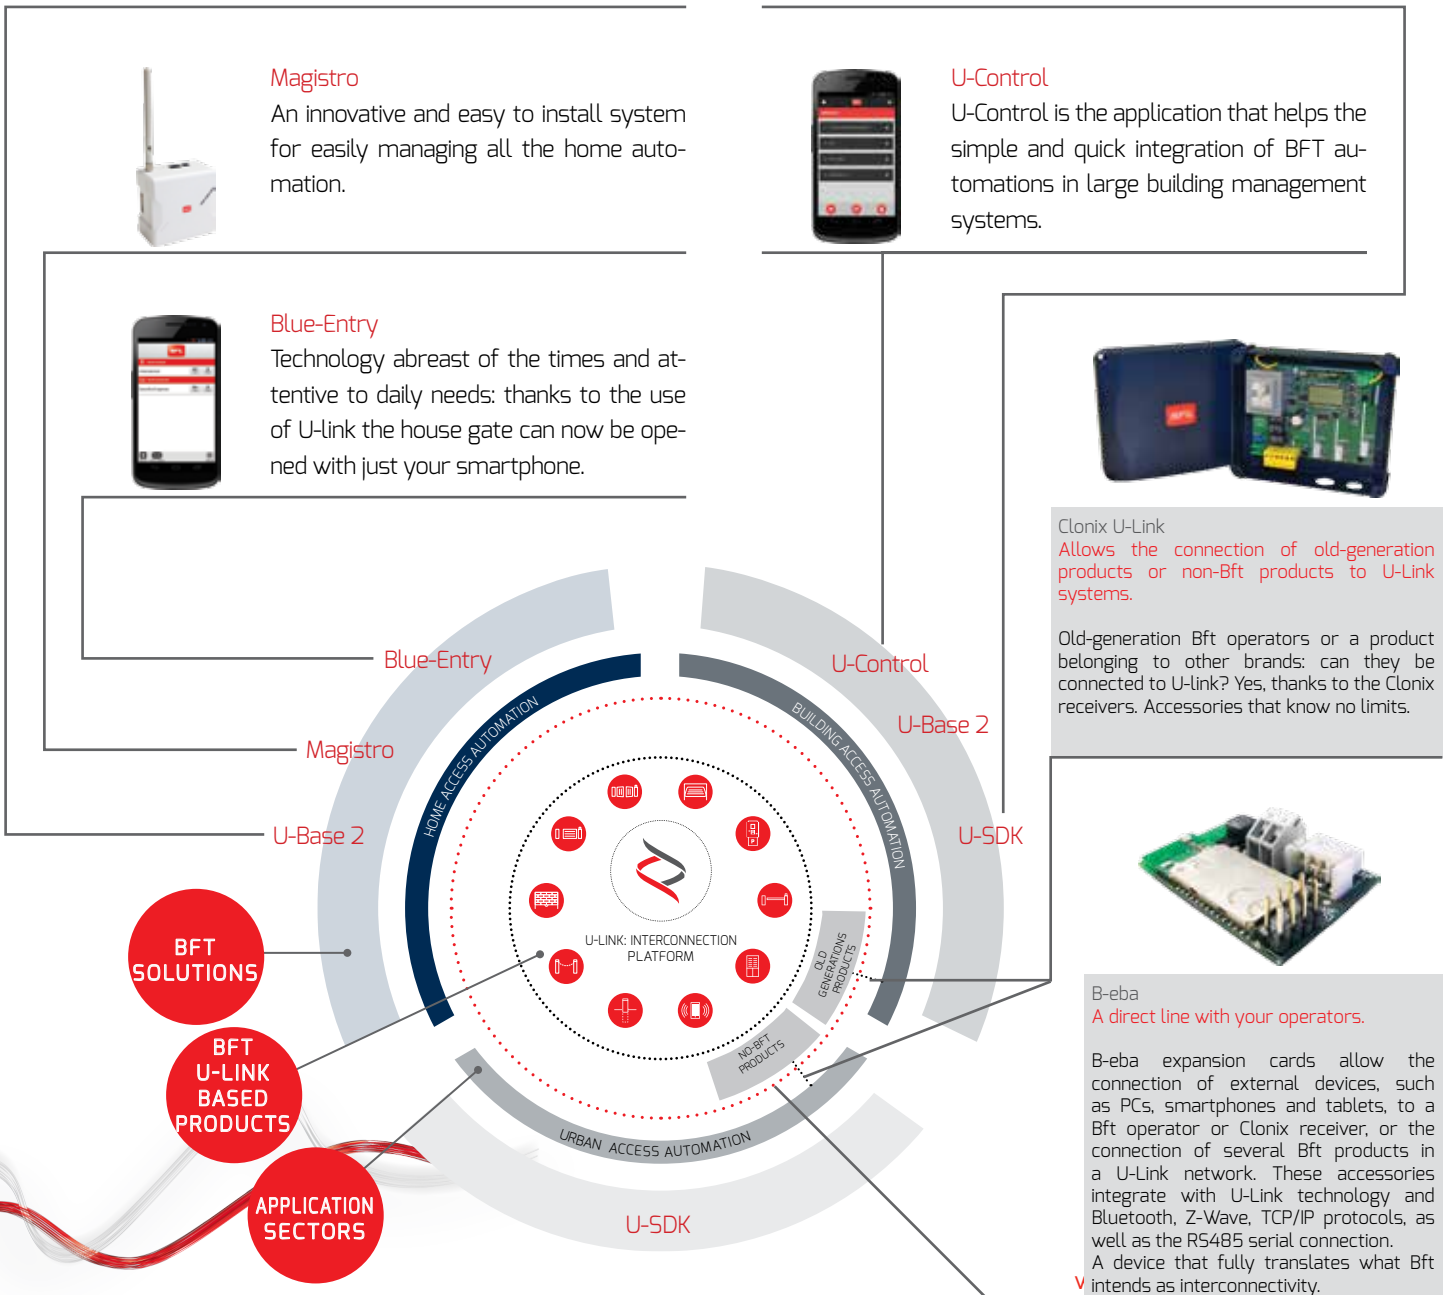 Magistro
An innovative and easy to install system
for easily managing all the home auto-
mation.
U-Control
U-Control is the application that helps the
simple and quick integration of BFT au-
tomations in large building management
systems.
Blue-Entry
Technology abreast of the times and at-
tentive to daily needs: thanks to the use
of U-link the house gate can now be ope-
ned with just your smartphone.
Clonix U-Link
Allows the connection of old-generation
products or non-Bft products to U-Link
systems.
Old-generation Bft operators or a product
belonging to other brands: can they be
connected to U-link? Yes, thanks to the Clonix
receivers. Accessories that know no limits.
Blue-Entry
Magistro
U-Base 2
U-Control
U-Base 2
U-SDK
HOME ACCESS AUTOMATION
BUILDING ACCESS AUTOMATION
U-LINK: INTERCONNECTION
PLATFORM
OLD
GENERATIONS
PRODUCTS
NO-BFT
PRODUCTS
URBAN ACCESS AUTOMATION
U-SDK
BFT
SOLUTIONS
BFT
U-LINK
BASED
PRODUCTS
APPLICATION
SECTORS
B-eba
A direct line with your operators.
B-eba expansion cards allow the
connection of external devices, such
as PCs, smartphones and tablets, to a
Bft operator or Clonix receiver, or the
connection of several Bft products in
a U-Link network. These accessories
integrate with U-Link technology and
Bluetooth, Z-Wave, TCP/IP protocols, as
well as the RS485 serial connection.
A device that fully translates what Bft
intends as interconnectivity.